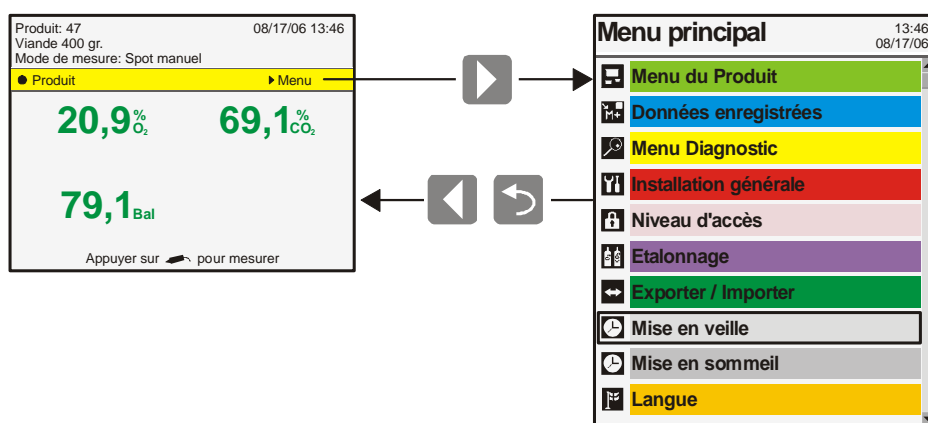 Produit: 47 08/17/06 13:46
Viande 400 gr.
Mode de mesure: Spot manuel
Produit Menu
20,9 % O2 69,1 % CO2
79,1 Bal
Appuyer sur pour mesurer
Menu principal 13:46
08/17/06
Menu du Produit
M+ Données enregistrées
Menu Diagnostic
Installation générale
Niveau d'accès
Etalonnage
Exporter / Importer
Mise en veille
Mise en sommeil
Langue